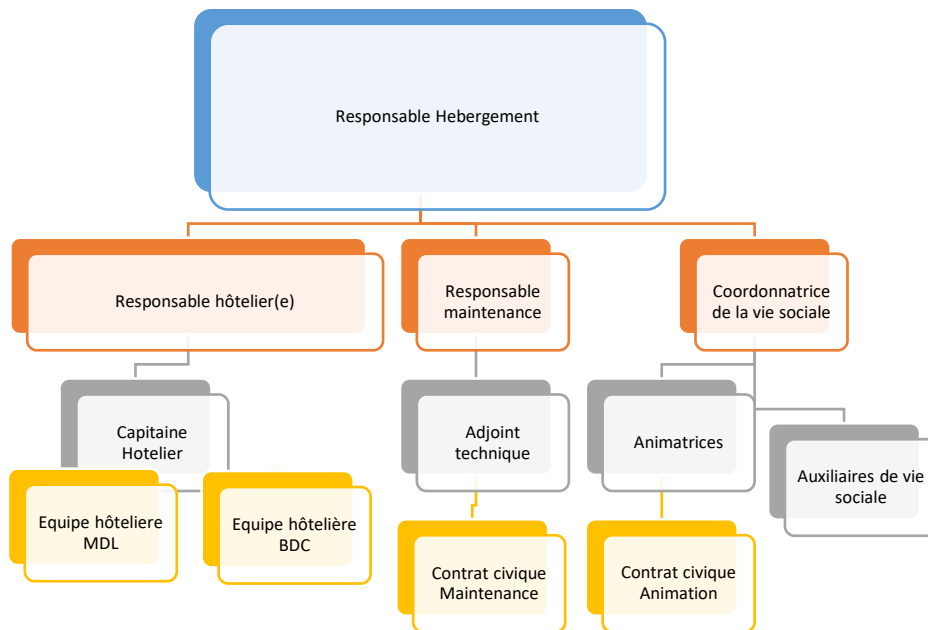 Responsable Hebergement
Responsable hôtelier(e)
Responsable
maintenance
Coordonnatrice
de la vie sociale
Capitaine
Hotelier
Adjoint
technique
Animatrices
Auxiliaires de vie
sociale
Equipe hôteliere
MDL
Equipe hôtelière
BDC
Contrat civique
Maintenance
Contrat civique
Animation